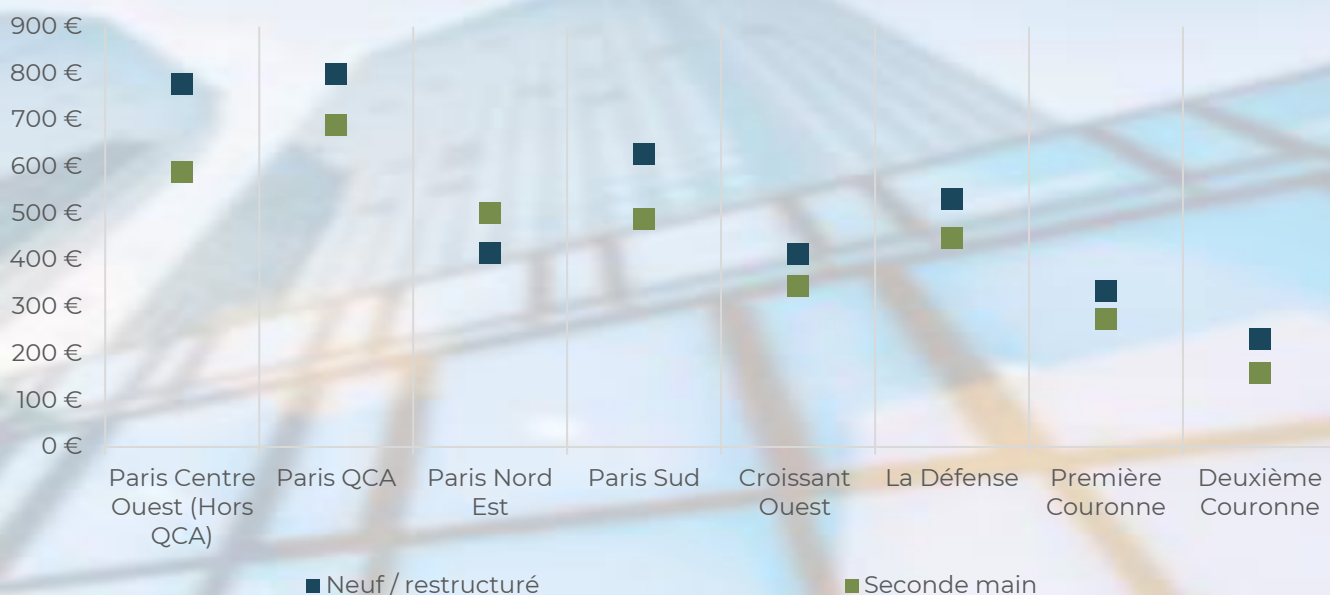 900 €
800 €
700 €
600 €
500 €
400 €
300 €
200 €
100 €
0 €
Paris Centre
Ouest (Hors
QCA)
Paris QCA
Paris Nord
Est
Paris Sud
Croissant
Ouest
La Défense
Première
Couronne
Deuxième
Couronne
Neuf / restructuré
Seconde main